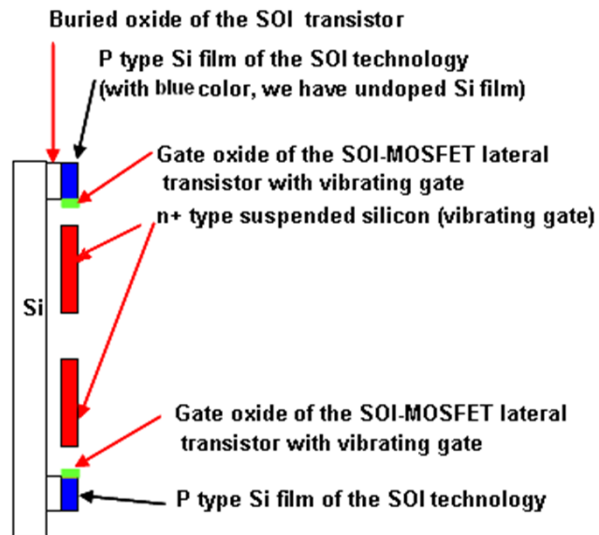 Buried oxide of the SOI transistor
P type Si film of the SOI technology
(with blue color, we have undoped Si film)
Gate oxide of the SOI-MOSFET lateral
transistor with vibrating gate
n+ type suspended silicon (vibrating gate)
Si
Gate oxide of the SOI-MOSFET lateral
transistor with vibrating gate
P type Si film of the SOI technology